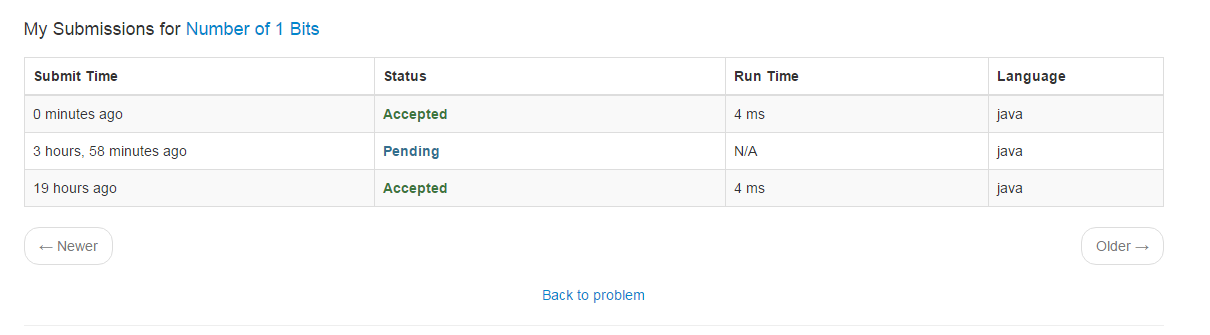 My Submissions for Number of 1 Bits
Submit Time Status Run Time Language
0 minutes ago Accepted 4 ms java
3 hours, 58 minutes ago Pending N/A java
19 hours ago Accepted 4 ms java
← Newer Older →
Back to problem